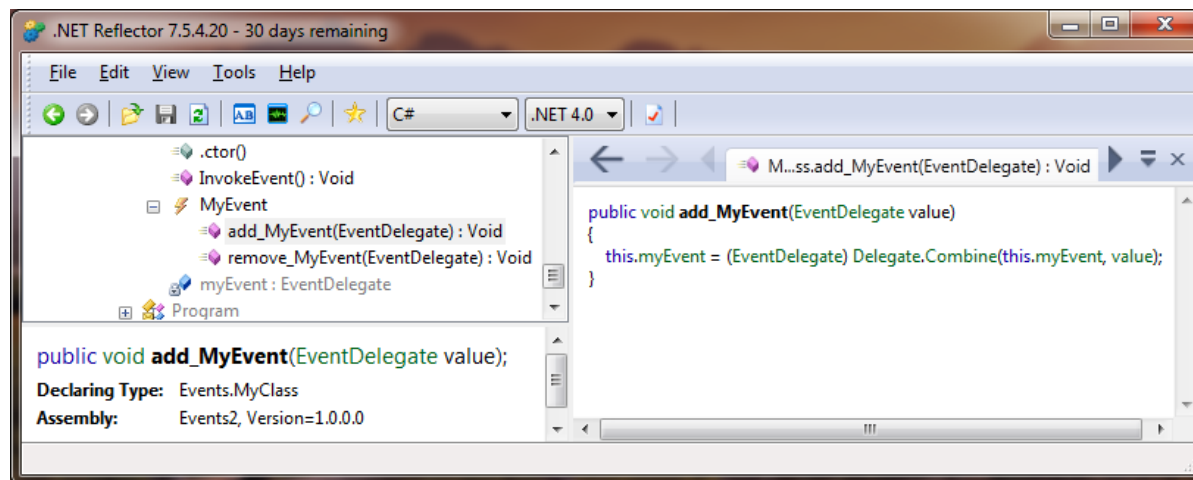 .NET Reflector 7.5.4.20 - 30 days remaining
File Edit View Tools Help
C# .NET 4.0
.ctor()
InvokeEvent() : Void
MyEvent
add_MyEvent(EventDelegate) : Void
remove_MyEvent(EventDelegate) : Void
myEvent : EventDelegate
Program
public void add_MyEvent(EventDelegate value);
Declaring Type: Events.MyClass
Assembly: Events2, Version=1.0.0.0
M...ss.add_MyEvent(EventDelegate) : Void
public void add_MyEvent(EventDelegate value)
{
this.myEvent = (EventDelegate) Delegate.Combine(this.myEvent, value);
}